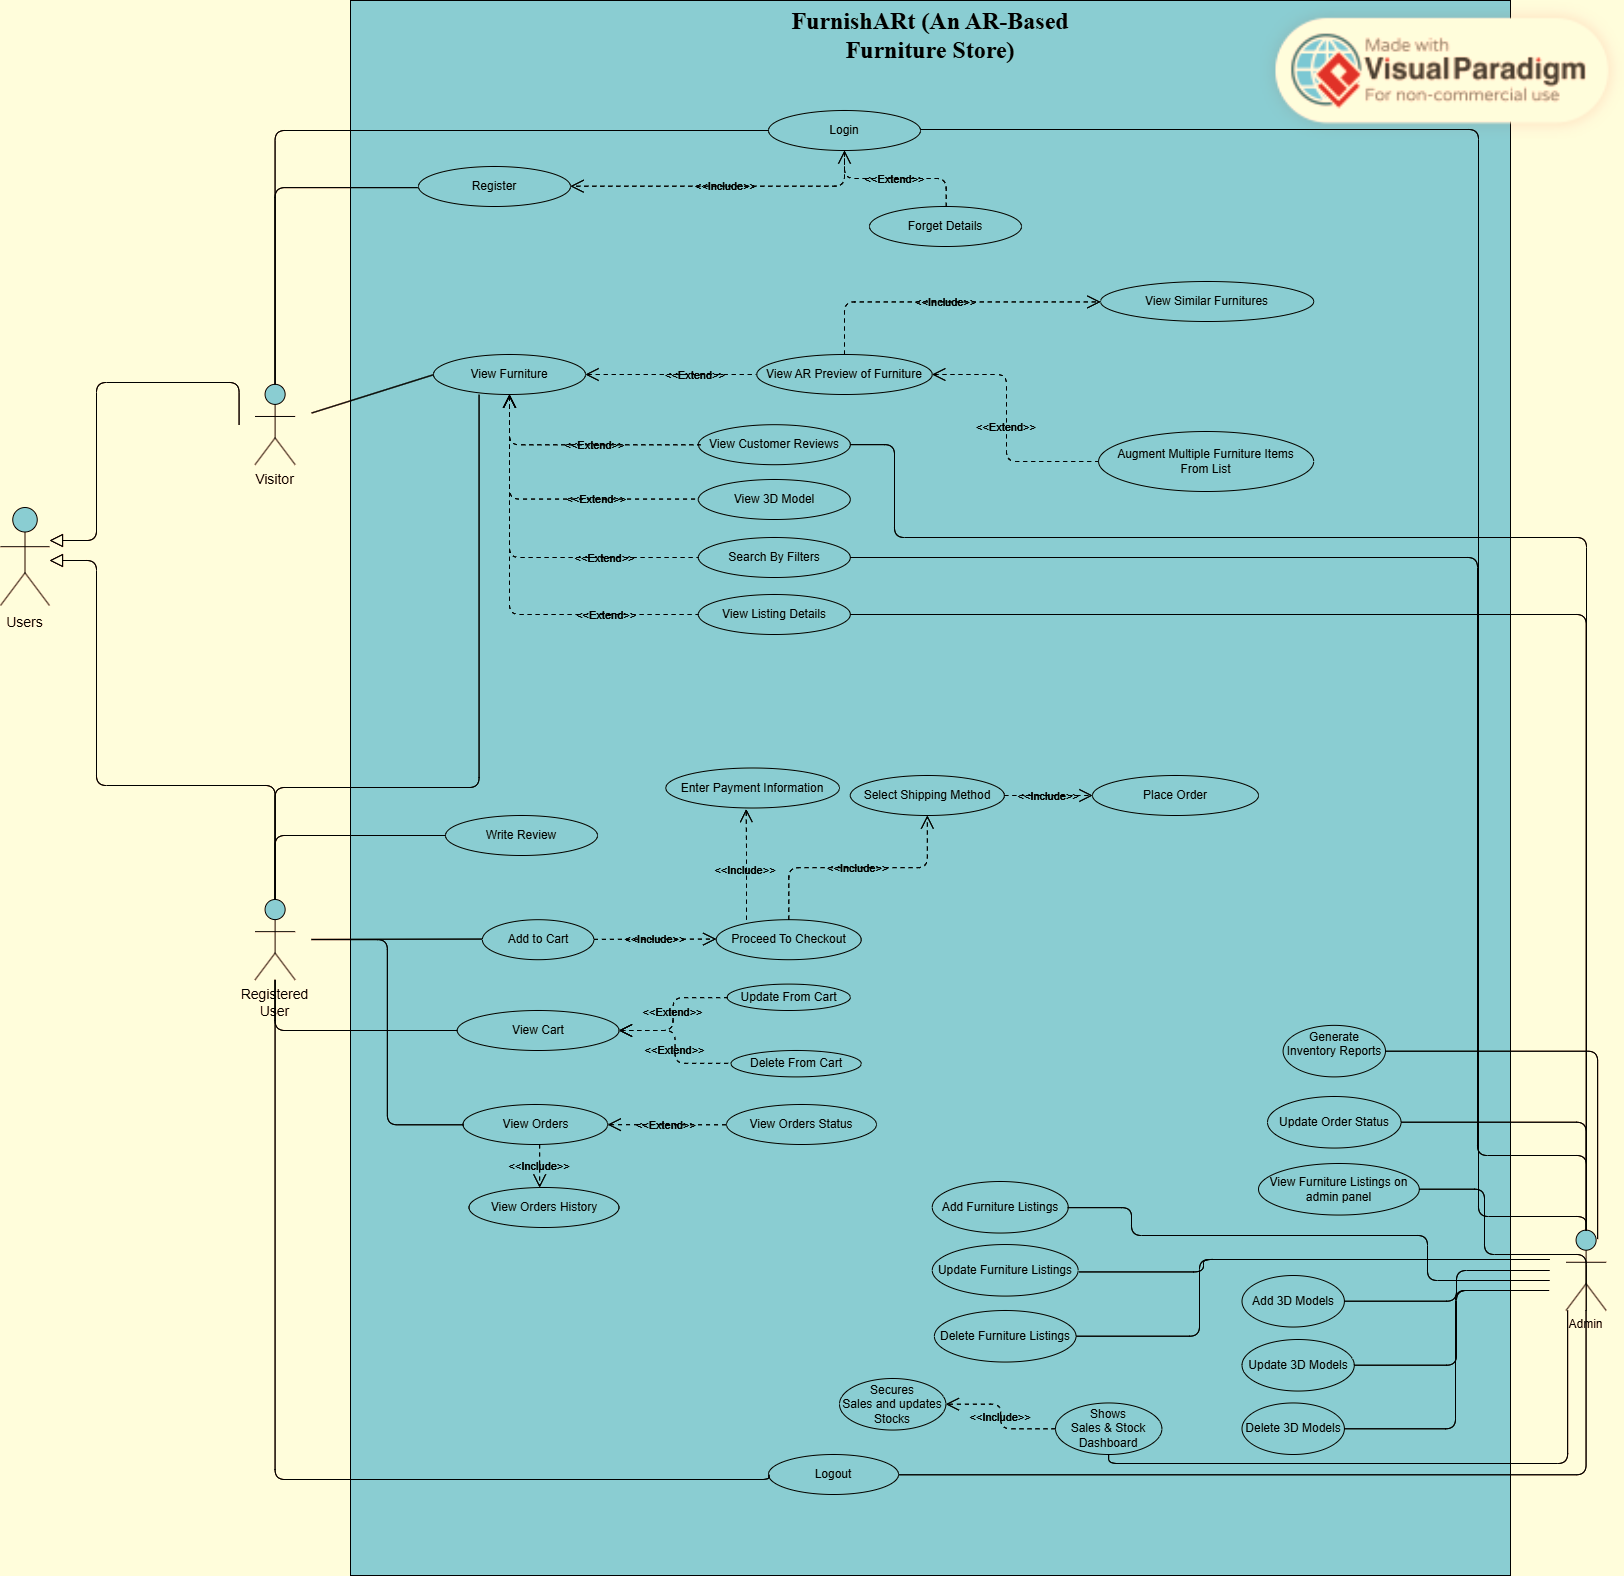 FurnishARt (An AR-Based
Furniture Store)
Made with
Visual Paradigm
For non-commercial use
Login
Register
<<Include>>
<<Extend>>
Forget Details
<<Include>>
View Similar Furnitures
View Furniture
<<Extend>>
View AR Preview of Furniture
Visitor
<<Extend>>
<<Extend>>
View Customer Reviews
Augment Multiple Furniture Items
From List
<<Extend>>
View 3D Model
<<Extend>>
Search By Filters
<<Extend>>
View Listing Details
Users
Enter Payment Information
Select Shipping Method
<<Include>>
Place Order
Write Review
<<Include>>
<<Include>>
Add to Cart
<<Include>>
Proceed To Checkout
Registered
User
Update From Cart
<<Extend>>
View Cart
<<Extend>>
Delete From Cart
Generate
Inventory Reports
View Orders
<<Extend>>
View Orders Status
Update Order Status
<<Include>>
View Orders History
View Furniture Listings on
admin panel
Add Furniture Listings
Update Furniture Listings
Add 3D Models
Admin
Delete Furniture Listings
Update 3D Models
Secures
Sales and updates
Stocks
<<Include>>
Shows
Sales & Stock
Dashboard
Delete 3D Models
Logout